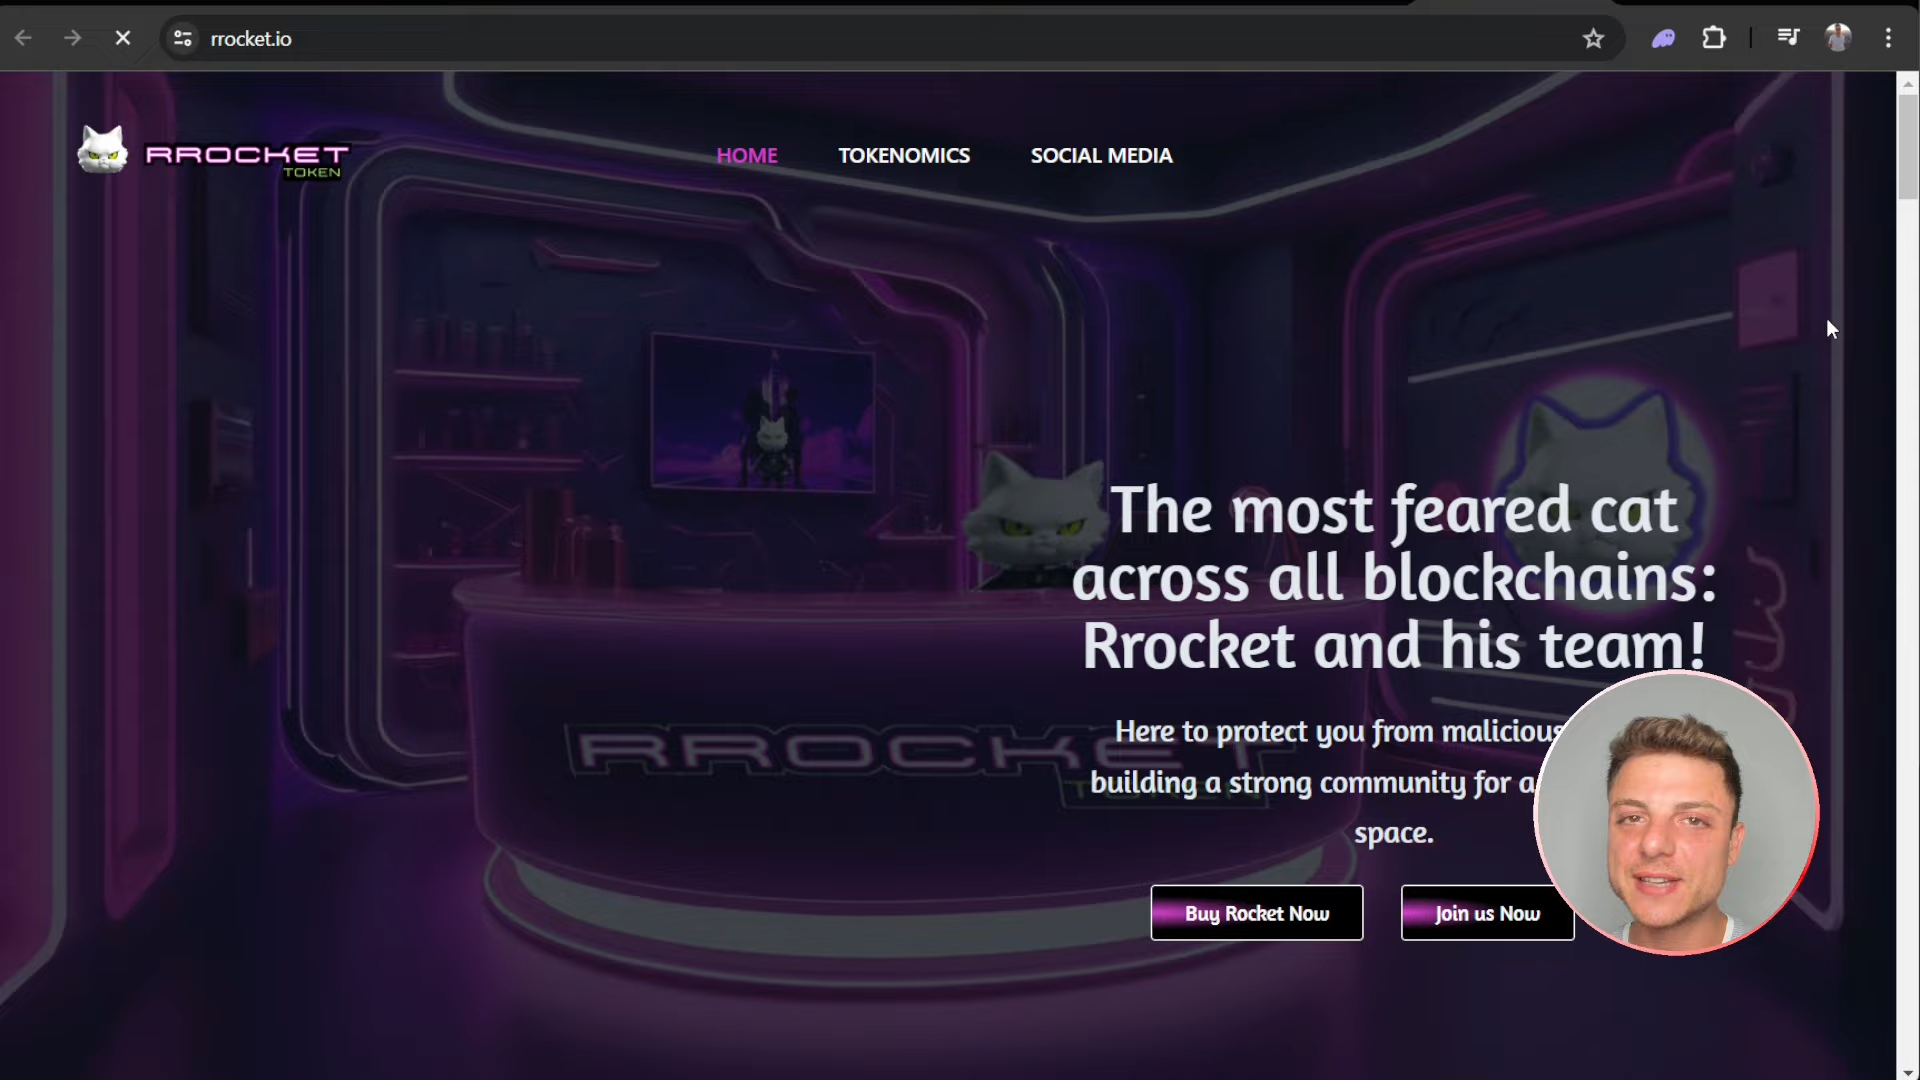 rrocket.io
RROCKET
TOKEN
HOME
TOKENOMICS
SOCIAL MEDIA
The most feared cat
across all blockchains:
Rrocket and his team!
Here to protect you from malicious
building a strong community for a
space.
RROCKET
TOKEN
Buy Rocket Now
Join us Now